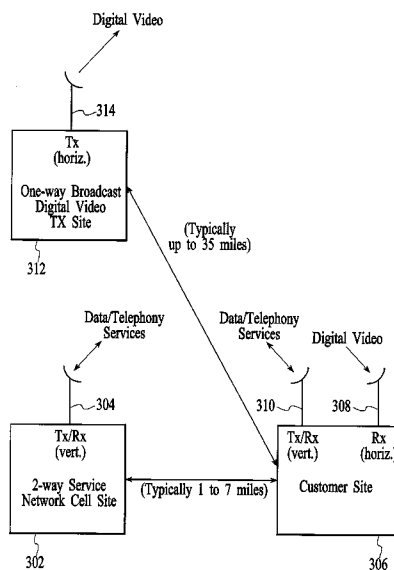 Digital Video
314
Tx
(horiz.)
One-way Broadcast
Digital Video
TX Site
312
(Typically
up to 35 miles)
Data/Telephony
Services
304
Tx/Rx
(vert.)
2-way Service
Network Cell Site
302
(Typically 1 to 7 miles)
Data/Telephony
Services
Digital Video
310
308
Tx/Rx
(vert.)
Rx
(horiz.)
Customer Site
306